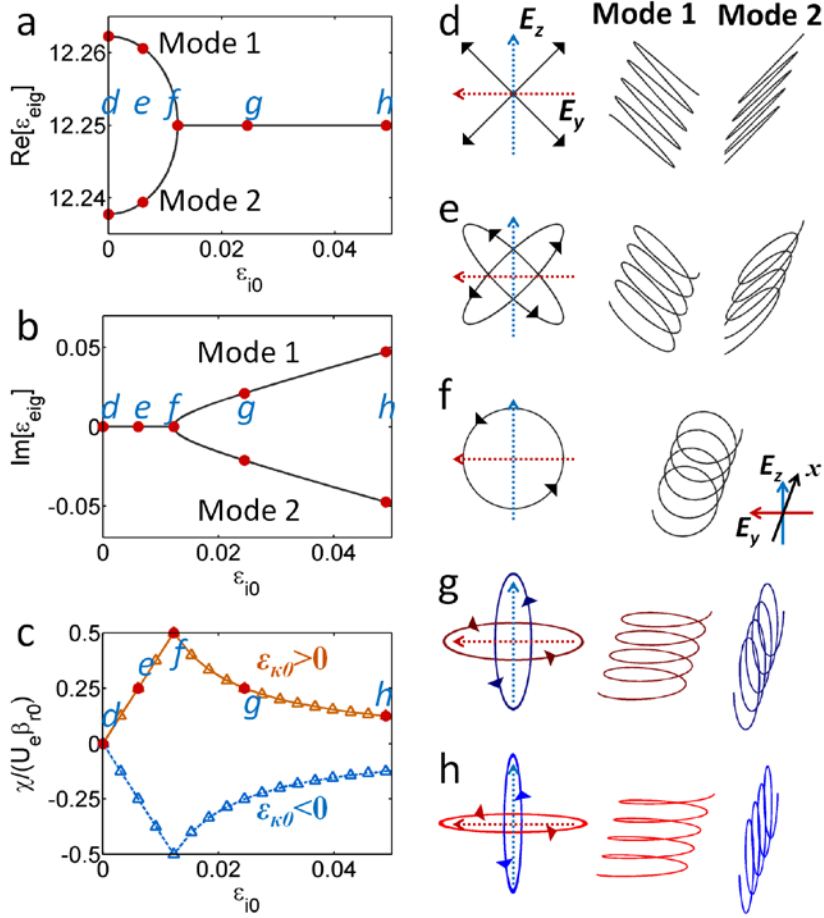 a
Re[ε_eig]
12.26
12.25
12.24
Mode 1
d e f g h
Mode 2
0 0.02 0.04
ε_i0
b
Im[ε_eig]
0.05
0
-0.05
Mode 1
d e f g h
Mode 2
0 0.02 0.04
ε_i0
c
χ/(U_e β_r0)
0.5
0.25
0
-0.25
-0.5
d e f g h
ε_κ0>0
ε_κ0<0
0 0.02 0.04
ε_i0
Mode 1 Mode 2
d
E_z
E_y
e
f
E_z x
E_y
g
h